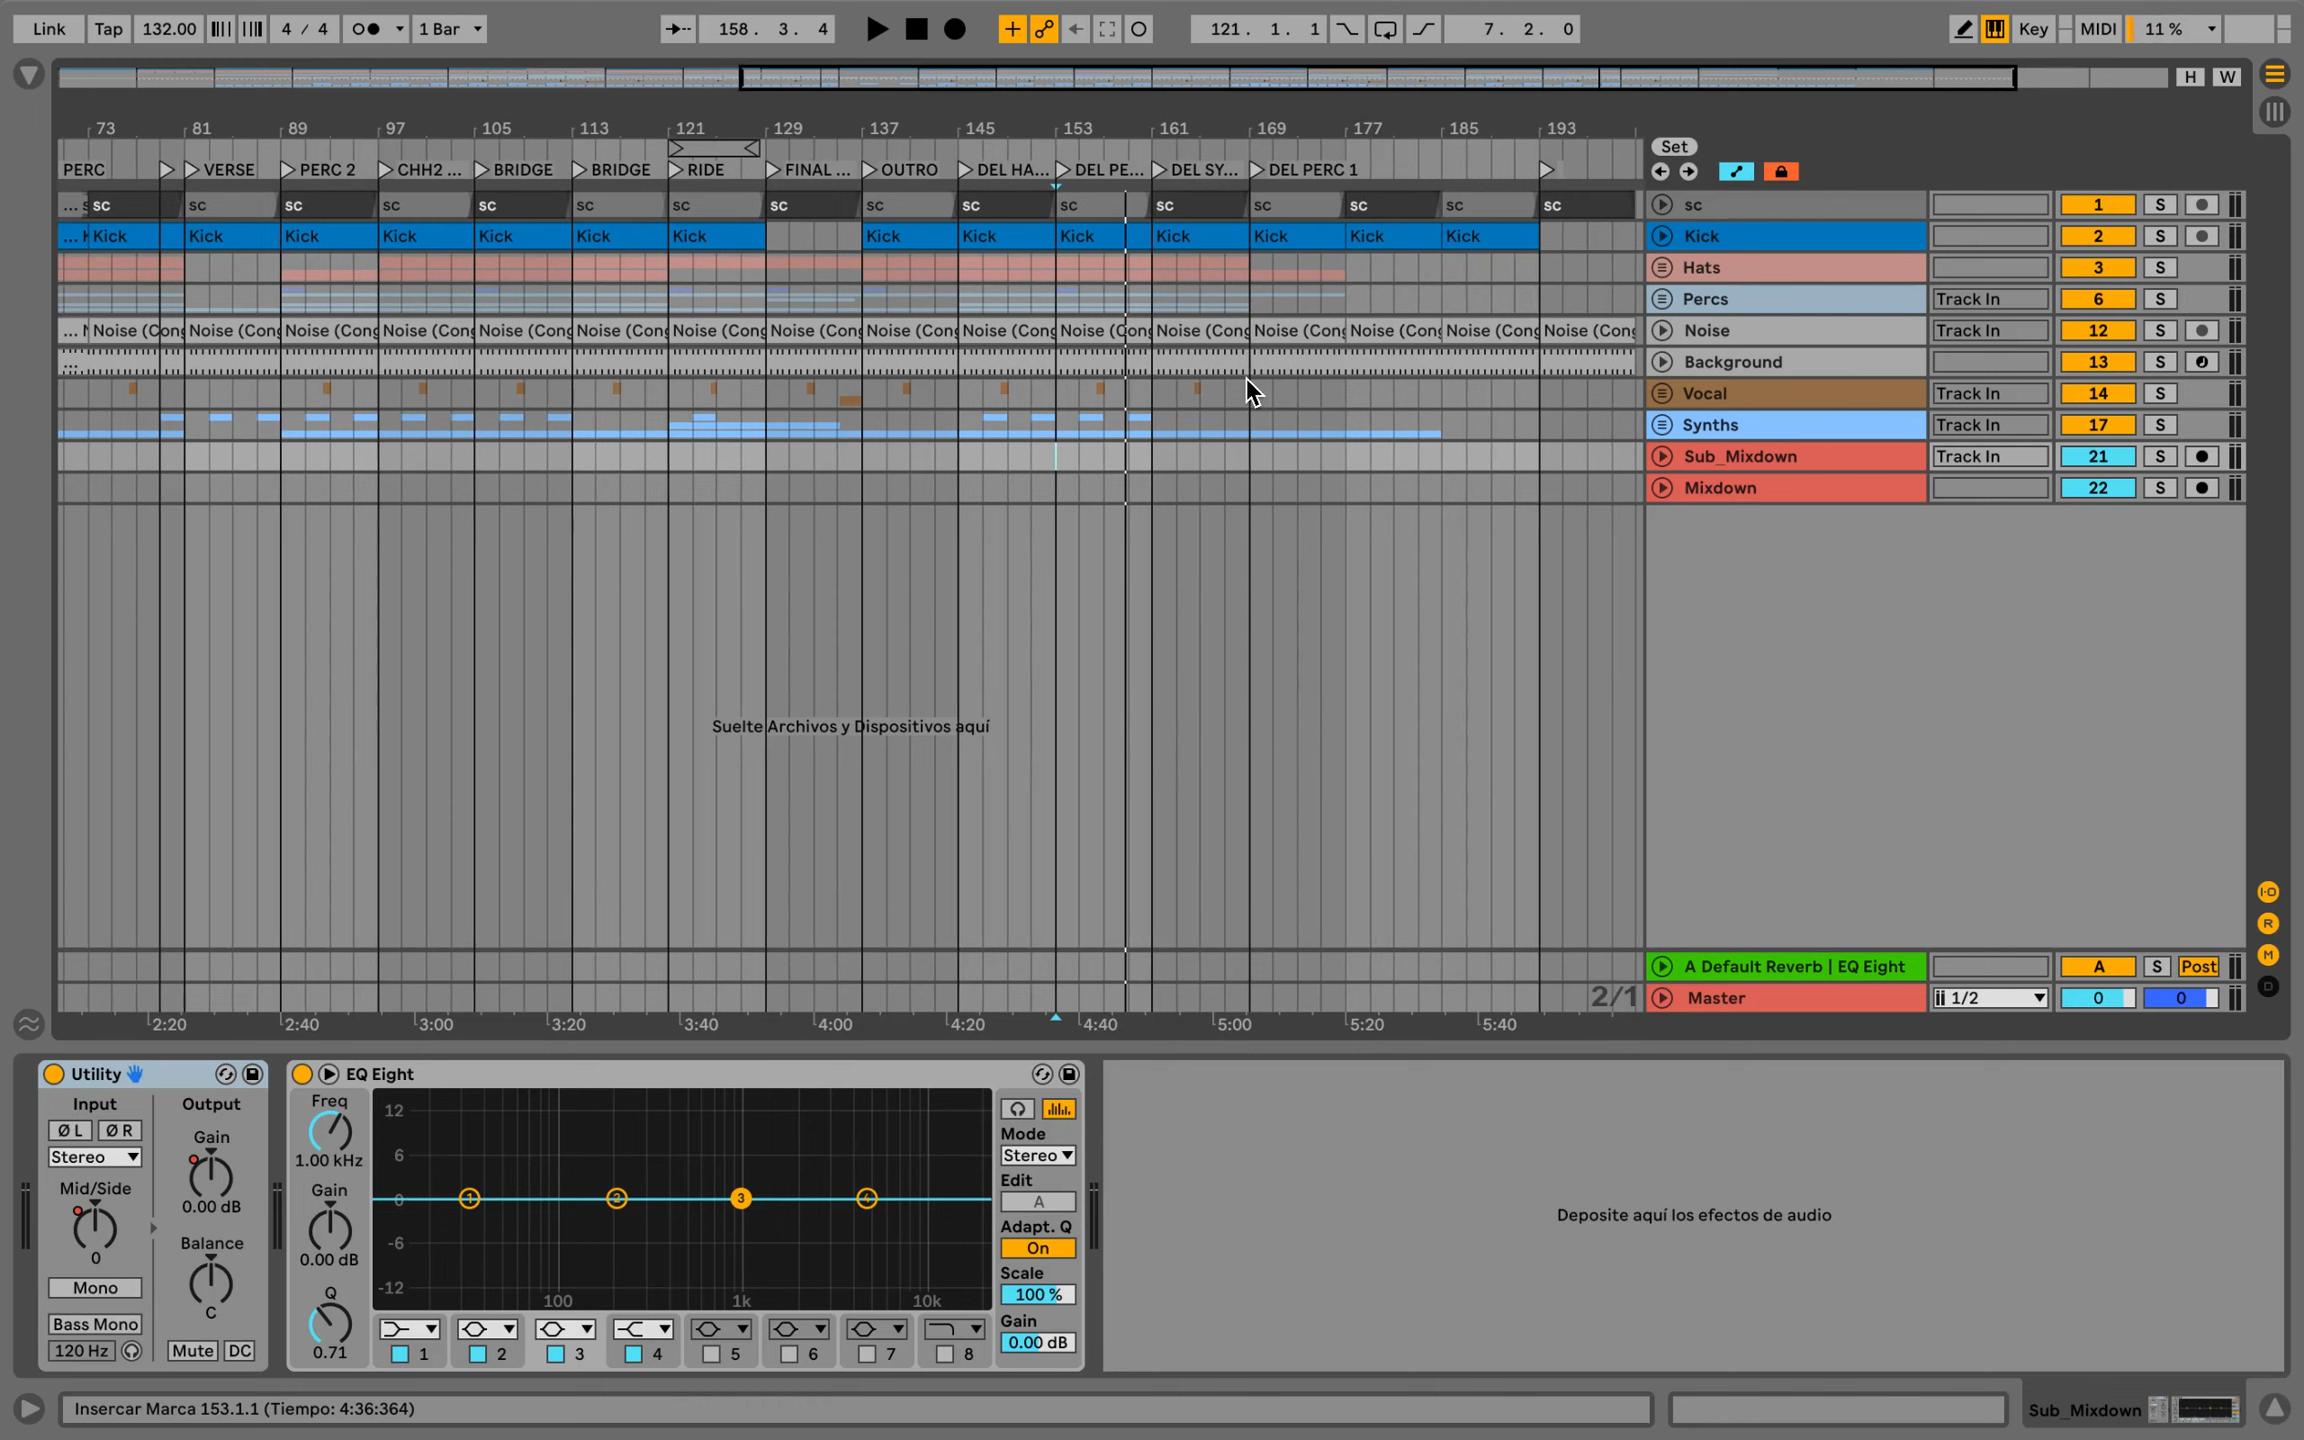 Link Tap 132.00 4 / 4 1 Bar 158. 3. 4 121. 1. 1 7. 2. 0 Key MIDI 11 %
H W
73 81 89 97 105 113 121 129 137 145 153 161 169 177 185 193
Set
PERC VERSE PERC 2 CHH2 ... BRIDGE BRIDGE RIDE FINAL ... OUTRO DEL HA... DEL PE... DEL SY... DEL PERC 1
... sc sc sc sc sc sc sc sc sc sc sc sc sc sc sc sc sc 1 S
... Kick Kick Kick Kick Kick Kick Kick Kick Kick Kick Kick Kick Kick Kick Kick 2 S
Hats 3 S
Percs Track In 6 S
... Noise (Cong Noise (Cong Noise (Cong Noise (Cong Noise (Cong Noise (Cong Noise (Cong Noise (Cong Noise (Cong Noise (Cong Noise (Cong Noise (Cong Noise (Cong Noise (Cong Noise (Cong Noise (Cong Noise Track In 12 S
... Background 13 S
Vocal Track In 14 S
Synths Track In 17 S
Sub_Mixdown Track In 21 S
Mixdown 22 S
Suelte Archivos y Dispositivos aquí
A Default Reverb | EQ Eight A S Post
2/1 Master 1/2 0 0
2:20 2:40 3:00 3:20 3:40 4:00 4:20 4:40 5:00 5:20 5:40
I·O
R
M
D
Utility
Input Output
Ø L Ø R
Stereo
Gain
0.00 dB
Mid/Side
0
Balance
C
Mono
Bass Mono
120 Hz Mute DC
EQ Eight
Freq
1.00 kHz
Gain
0.00 dB
Q
0.71
12
6
0
-6
-12
1 2 3 4
100 1k 10k
1 2 3 4 5 6 7 8
Mode
Stereo
Edit
A
Adapt. Q
On
Scale
100 %
Gain
0.00 dB
Deposite aquí los efectos de audio
Insercar Marca 153.1.1 (Tiempo: 4:36:364)
Sub_Mixdown